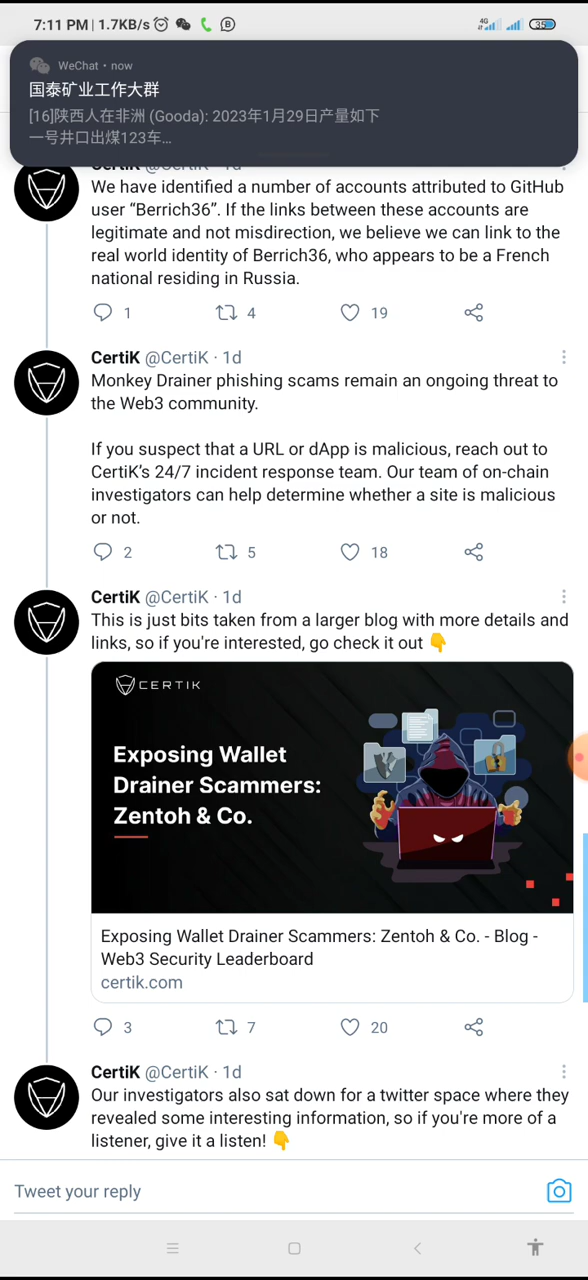 7:11 PM | 1.7KB/s
4G
35
WeChat • now
国泰矿业工作大群
[16]陕西人在非洲 (Gooda): 2023年1月29日产量如下
一号井口出煤123车...
CertiK @CertiK · 1d
We have identified a number of accounts attributed to GitHub
user “Berrich36”. If the links between these accounts are
legitimate and not misdirection, we believe we can link to the
real world identity of Berrich36, who appears to be a French
national residing in Russia.
1 4 19
CertiK @CertiK · 1d
Monkey Drainer phishing scams remain an ongoing threat to
the Web3 community.
If you suspect that a URL or dApp is malicious, reach out to
CertiK’s 24/7 incident response team. Our team of on-chain
investigators can help determine whether a site is malicious
or not.
2 5 18
CertiK @CertiK · 1d
This is just bits taken from a larger blog with more details and
links, so if you're interested, go check it out 👇
CERTIK
Exposing Wallet
Drainer Scammers:
Zentoh & Co.
Exposing Wallet Drainer Scammers: Zentoh & Co. - Blog -
Web3 Security Leaderboard
certik.com
3 7 20
CertiK @CertiK · 1d
Our investigators also sat down for a twitter space where they
revealed some interesting information, so if you're more of a
listener, give it a listen! 👇
Tweet your reply